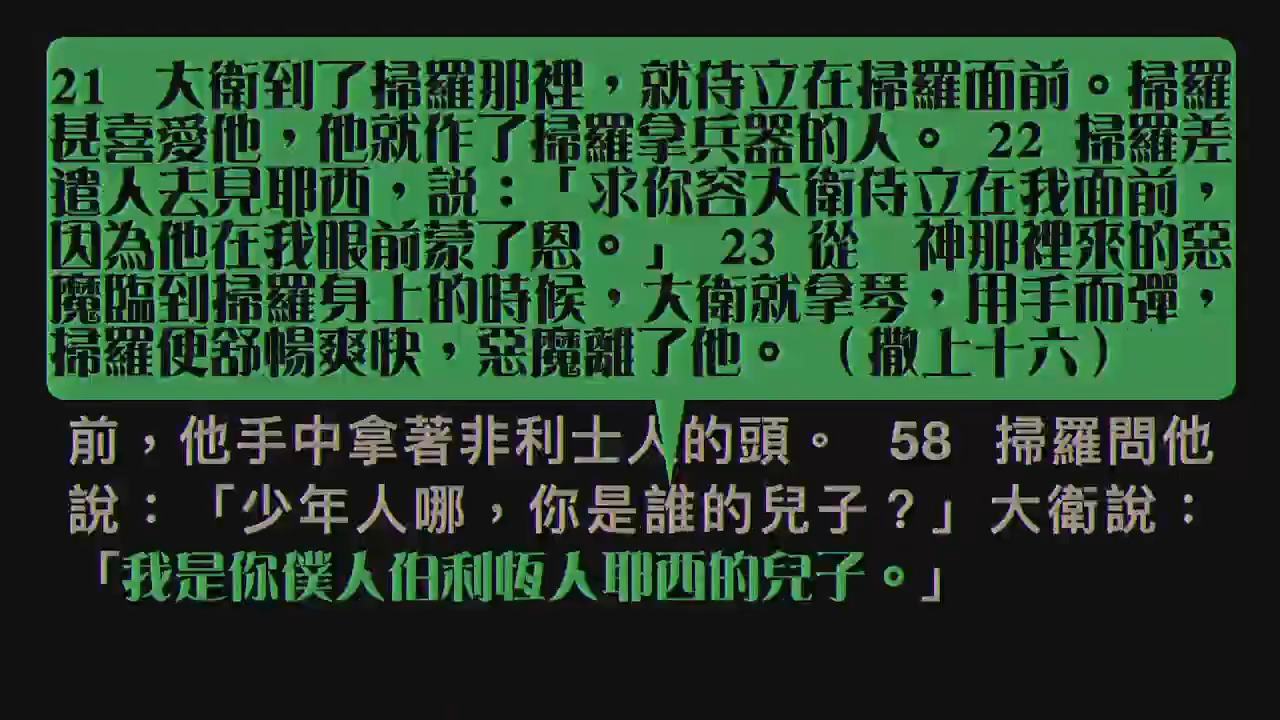 21　大衛到了掃羅那裡，就侍立在掃羅面前。掃羅
甚喜愛他，他就作了掃羅拿兵器的人。 22 掃羅差
遣人去見耶西，說：「求你容大衛侍立在我面前，
因為他在我眼前蒙了恩。」 23 從　神那裡來的惡
魔臨到掃羅身上的時候，大衛就拿琴，用手而彈，
掃羅便舒暢爽快，惡魔離了他。（撒上十六）
前，他手中拿著非利士人的頭。 58 掃羅問他
說：「少年人哪，你是誰的兒子？」大衛說：
「我是你僕人伯利恆人耶西的兒子。」